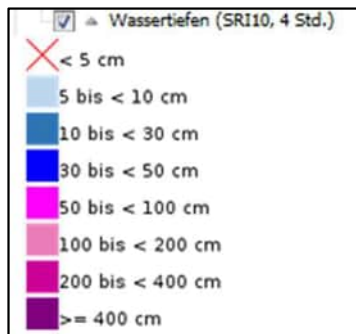 Wassertiefen (SRI10, 4 Std.)
< 5 cm
5 bis < 10 cm
10 bis < 30 cm
30 bis < 50 cm
50 bis < 100 cm
100 bis < 200 cm
200 bis < 400 cm
>= 400 cm